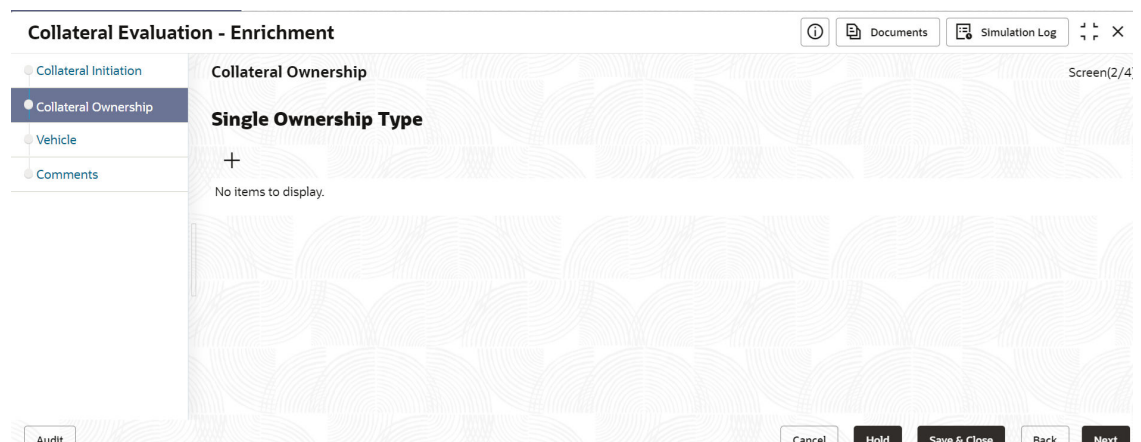 Collateral Evaluation - Enrichment
Documents
Simulation Log
Collateral Initiation
Collateral Ownership
Vehicle
Comments
Collateral Ownership
Screen(2/4)
Single Ownership Type
No items to display.
Audit
Cancel
Hold
Save & Close
Back
Next